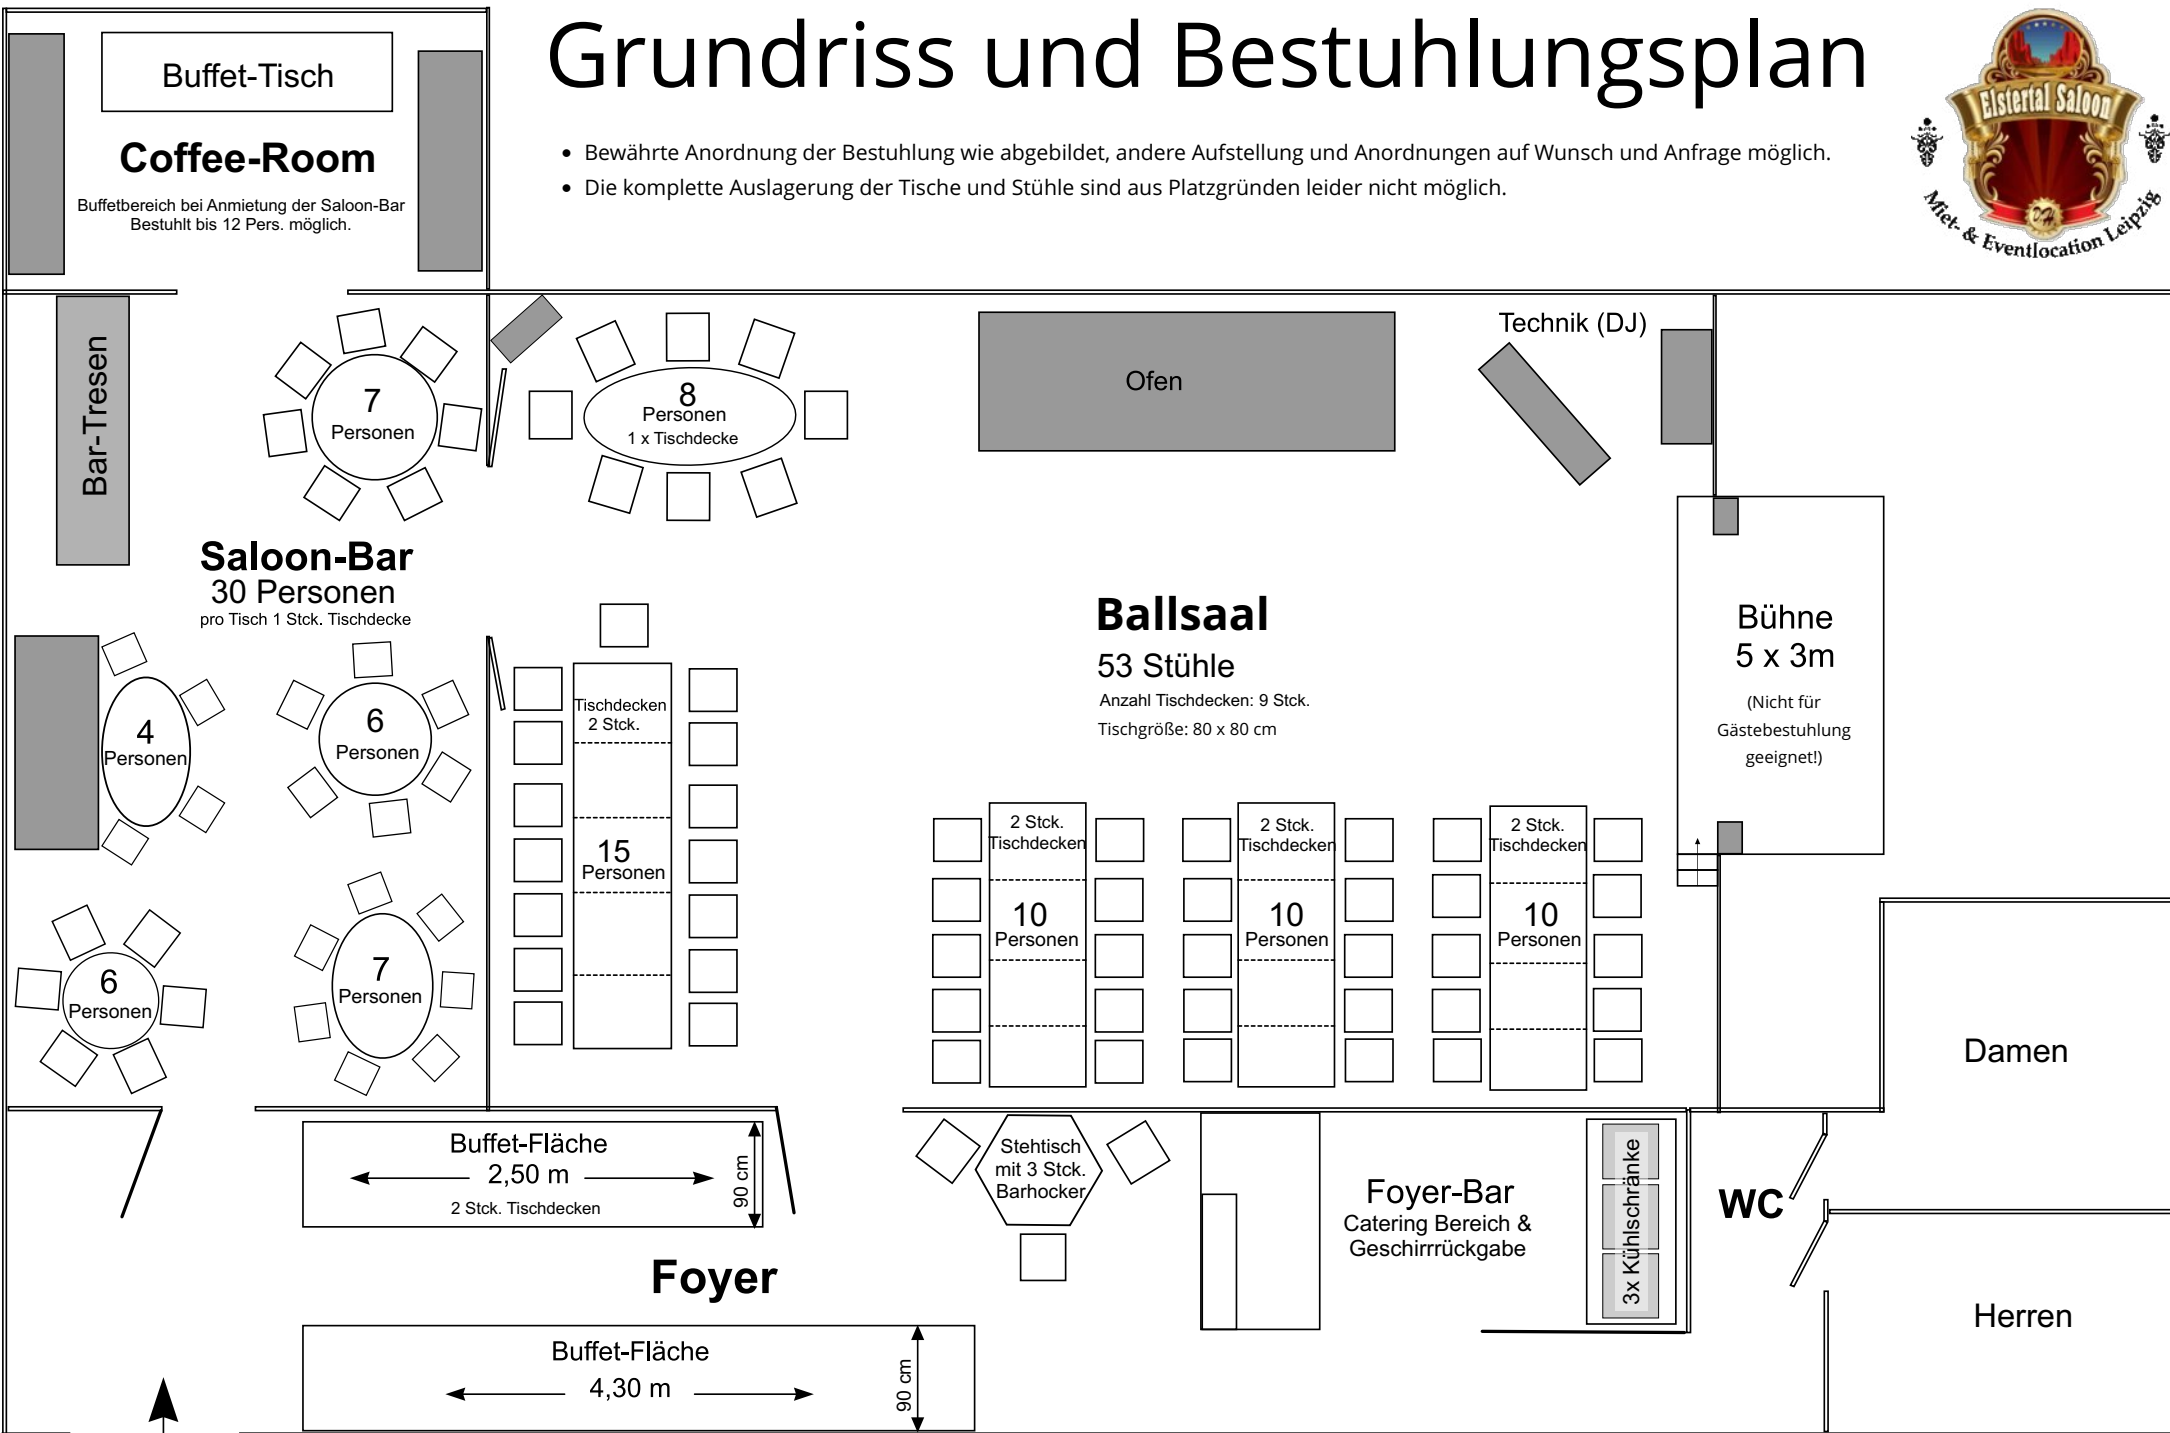 Grundriss und Bestuhlungsplan
• Bewährte Anordnung der Bestuhlung wie abgebildet, andere Aufstellung und Anordnungen auf Wunsch und Anfrage möglich.
• Die komplette Auslagerung der Tische und Stühle sind aus Platzgründen leider nicht möglich.
Elstertal Saloon
Miet- & Eventlocation Leipzig
Buffet-Tisch
Coffee-Room
Buffetbereich bei Anmietung der Saloon-Bar
Bestuhlt bis 12 Pers. möglich.
Bar-Tresen
7
Personen
8
Personen
1 x Tischdecke
Ofen
Technik (DJ)
Saloon-Bar
30 Personen
pro Tisch 1 Stck. Tischdecke
4
Personen
6
Personen
6
Personen
7
Personen
Tischdecken
2 Stck.
15
Personen
Ballsaal
53 Stühle
Anzahl Tischdecken: 9 Stck.
Tischgröße: 80 x 80 cm
Bühne
5 x 3m
(Nicht für
Gästebestuhlung
geeignet!)
2 Stck.
Tischdecken
10
Personen
2 Stck.
Tischdecken
10
Personen
2 Stck.
Tischdecken
10
Personen
Buffet-Fläche
2,50 m
2 Stck. Tischdecken
90 cm
Foyer
Buffet-Fläche
4,30 m
90 cm
Stehtisch
mit 3 Stck.
Barhocker
Foyer-Bar
Catering Bereich &
Geschirrrückgabe
3x Kühlschränke
WC
Damen
Herren